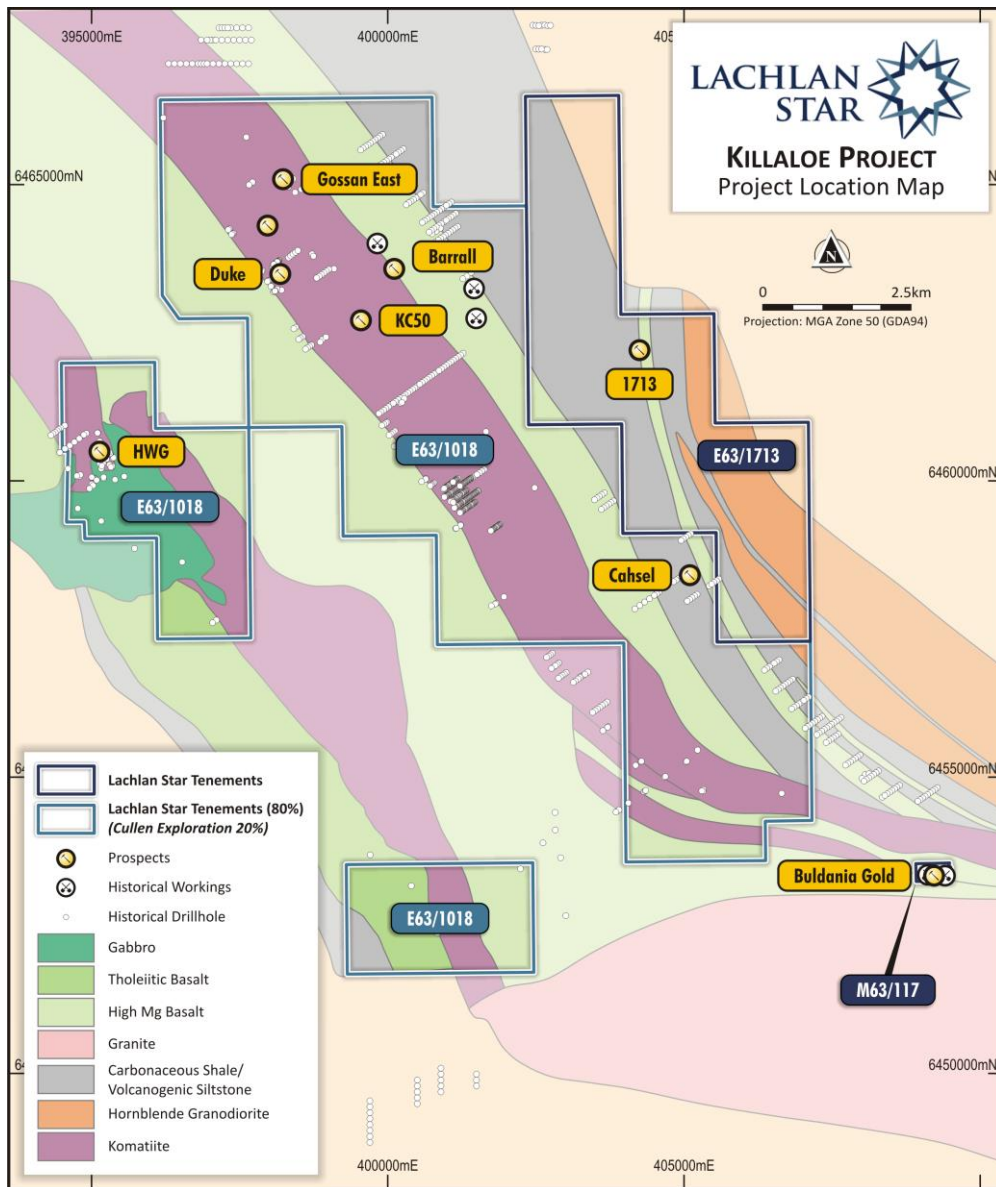 395000mE
400000mE
405
LACHLAN
STAR
KILLALOE PROJECT
Project Location Map
6465000mN
N
N
0
2.5km
Projection: MGA Zone 50 (GDA94)
Gossan East
Barrall
Duke
KC50
1713
HWG
E63/1018
E63/1713
6460000mN
E63/1018
Cahsel
64
6455000mN
Lachlan Star Tenements
Lachlan Star Tenements (80%)
(Cullen Exploration 20%)
Prospects
Historical Workings
Historical Drillhole
Gabbro
Tholeiitic Basalt
High Mg Basalt
Granite
Carbonaceous Shale/
Volcanogenic Siltstone
Hornblende Granodiorite
Komatiite
Buldania Gold
E63/1018
M63/117
64
6450000mN
400000mE
405000mE